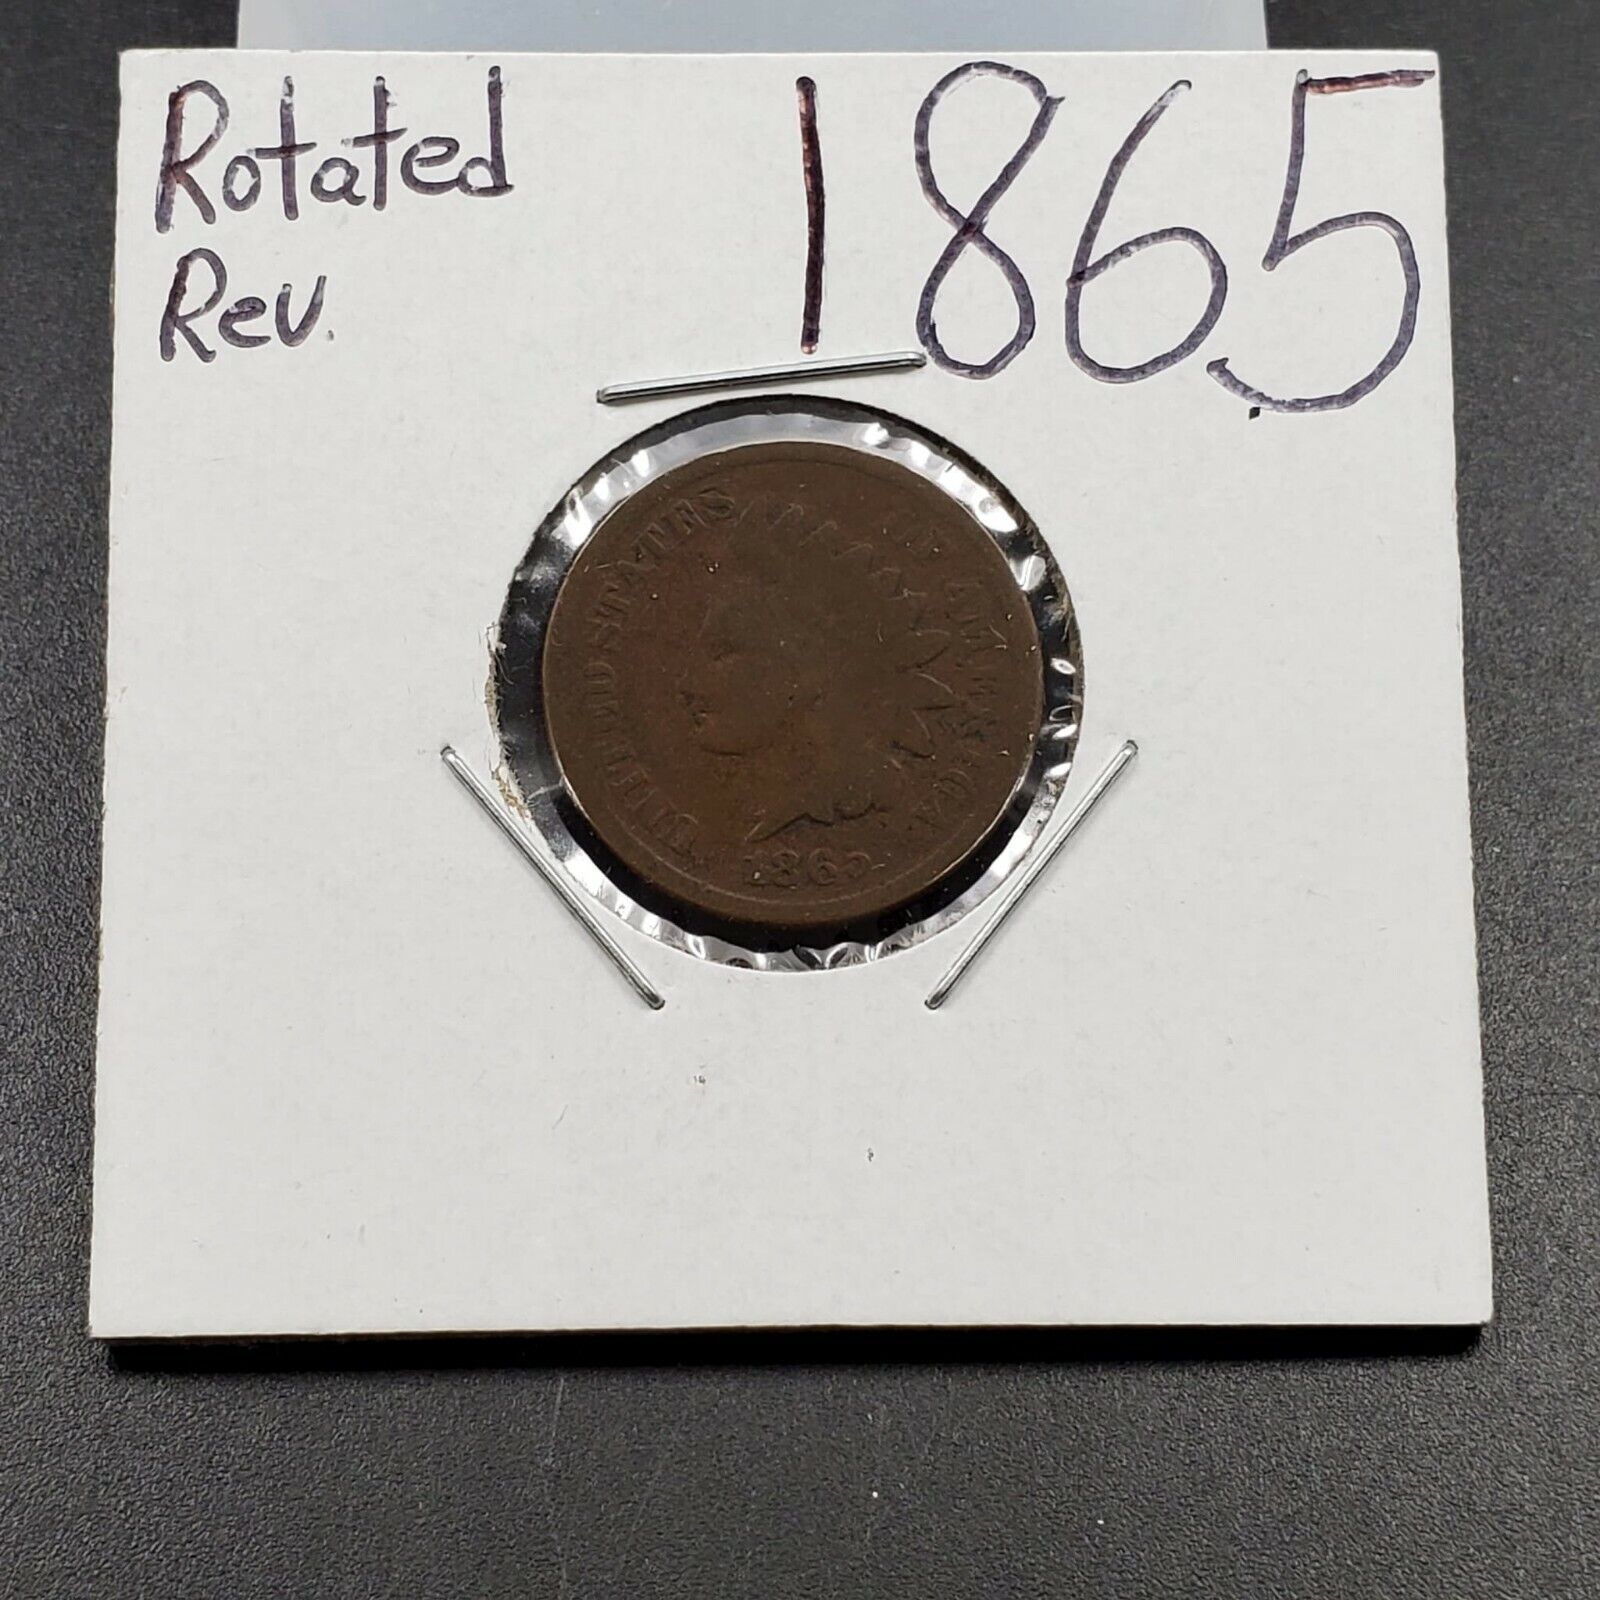 Rotated 1865
Rev.
UNITED STATES OF AMERICA.
1865